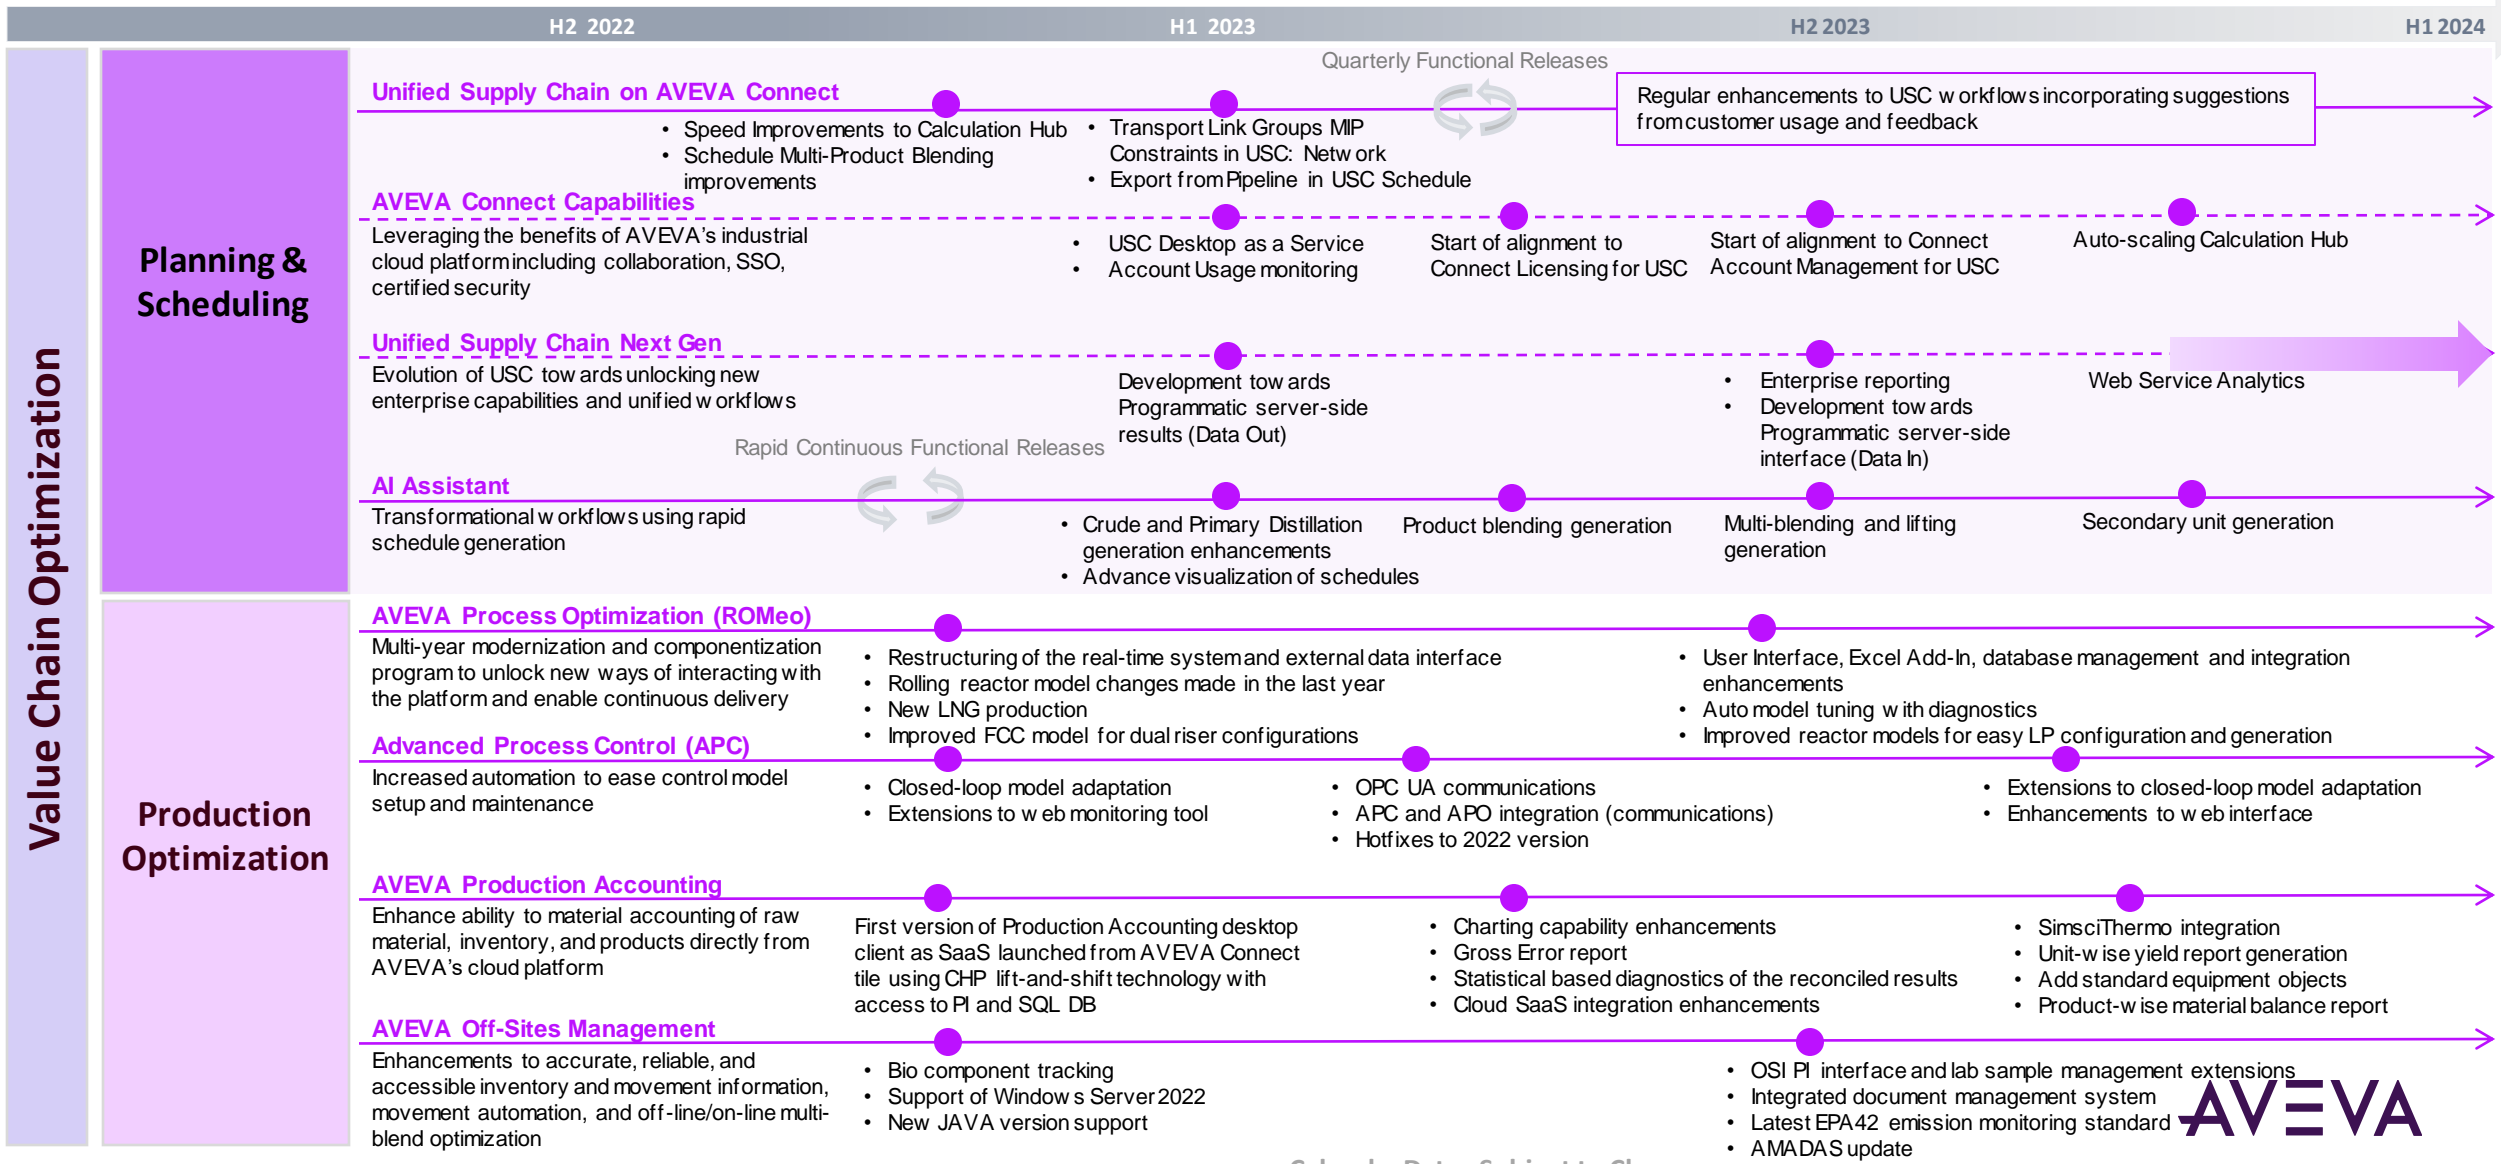 H2 2022
H1 2023
H2 2023
H1 2024
Value Chain Optimization
Planning &
Scheduling
Quarterly Functional Releases
Unified Supply Chain on AVEVA Connect
Regular enhancements to USC workflows incorporating suggestions
from customer usage and feedback
• Speed Improvements to Calculation Hub
• Schedule Multi-Product Blending
improvements
• Transport Link Groups MIP
Constraints in USC: Network
• Export from Pipeline in USC Schedule
AVEVA Connect Capabilities
Leveraging the benefits of AVEVA's industrial
cloud platform including collaboration, SSO,
certified security
• USC Desktop as a Service
• Account Usage monitoring
Start of alignment to
Connect Licensing for USC
Start of alignment to Connect
Account Management for USC
Auto-scaling Calculation Hub
Unified Supply Chain Next Gen
Evolution of USC towards unlocking new
enterprise capabilities and unified workflows
Development towards
Programmatic server-side
results (Data Out)
• Enterprise reporting
• Development towards
Programmatic server-side
interface (Data In)
Web Service Analytics
Rapid Continuous Functional Releases
AI Assistant
Transformational workflows using rapid
schedule generation
• Crude and Primary Distillation
generation enhancements
• Advance visualization of schedules
Product blending generation
Multi-blending and lifting
generation
Secondary unit generation
Production
Optimization
AVEVA Process Optimization (ROMeo)
Multi-year modernization and componentization
program to unlock new ways of interacting with
the platform and enable continuous delivery
• Restructuring of the real-time system and external data interface
• Rolling reactor model changes made in the last year
• New LNG production
• Improved FCC model for dual riser configurations
• User Interface, Excel Add-In, database management and integration
enhancements
• Auto model tuning with diagnostics
• Improved reactor models for easy LP configuration and generation
Advanced Process Control (APC)
Increased automation to ease control model
setup and maintenance
• Closed-loop model adaptation
• Extensions to web monitoring tool
• OPC UA communications
• APC and APO integration (communications)
• Hotfixes to 2022 version
• Extensions to closed-loop model adaptation
• Enhancements to web interface
AVEVA Production Accounting
Enhance ability to material accounting of raw
material, inventory, and products directly from
AVEVA's cloud platform
First version of Production Accounting desktop
client as SaaS launched from AVEVA Connect
tile using CHP lift-and-shift technology with
access to PI and SQL DB
• Charting capability enhancements
• Gross Error report
• Statistical based diagnostics of the reconciled results
• Cloud SaaS integration enhancements
• SimsciThermo integration
• Unit-wise yield report generation
• Add standard equipment objects
• Product-wise material balance report
AVEVA Off-Sites Management
Enhancements to accurate, reliable, and
accessible inventory and movement information,
movement automation, and off-line/on-line multi-
blend optimization
• Bio component tracking
• Support of Windows Server 2022
• New JAVA version support
• OSI PI interface and lab sample management extensions
• Integrated document management system
• Latest EPA42 emission monitoring standard
• AMADAS update
AVEVA